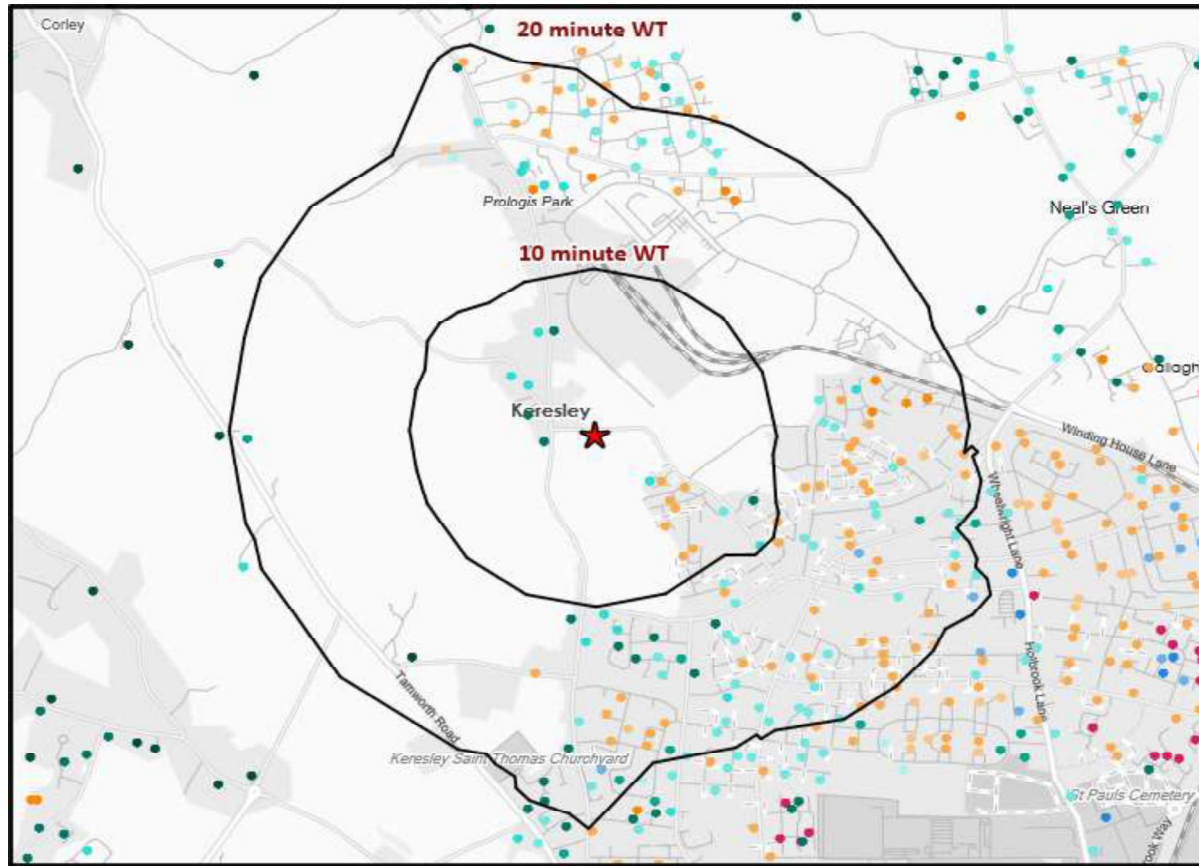 Corley
20 minute WT
Prologis Park
Neal's Green
10 minute WT
Keresley
Winding House Lane
Wheelwright Lane
Holbrook Lane
Tamworth Road
Keresley Saint Thomas Churchyard
St Pauls Cemetery
Way